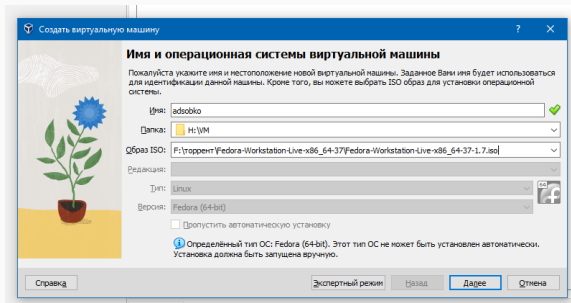 Создать виртуальную машину
? ×
Имя и операционная системы виртуальной машины
Пожалуйста укажите имя и местоположение новой виртуальной машины. Заданное Вами имя будет использоваться
для идентификации данной машины. Кроме того, вы можете выбрать ISO образ для установки операционной
системы.
Имя: adsobko
Папка: H:\VM
Образ ISO: F:\торрент\Fedora-Workstation-Live-x86_64-37\Fedora-Workstation-Live-x86_64-37-1.7.iso
Редакция:
Тип: Linux
64
Версия: Fedora (64-bit)
Пропустить автоматическую установку
Определённый тип ОС: Fedora (64-bit). Этот тип ОС не может быть установлен автоматически.
Установка должна быть запущена вручную.
Справка Экспертный режим Назад Далее Отмена